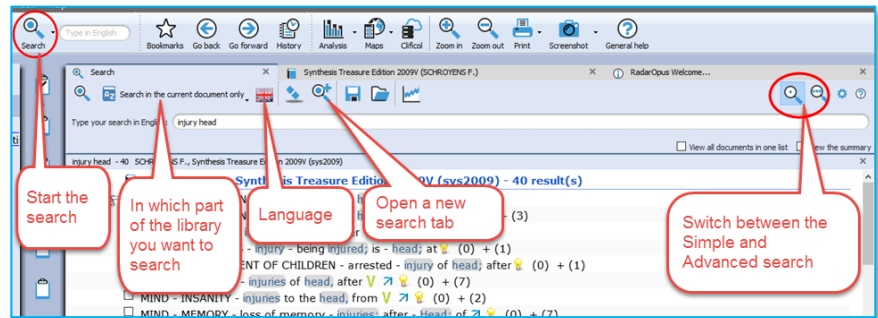 Type in English
Search Bookmarks Go back Go forward History Analysis Maps Clificol Zoom in Zoom out Print Screenshot General help
Search Synthesis Treasure Edition 2009V (SCHROYENS F.) RadarOpus Welcome...
Search in the current document only
Type your search in English: injury head
View all documents in one list View the summary
injury head - 40 SCHROYENS F., Synthesis Treasure Edition 2009V (sys2009)
Synthesis Treasure Edition 2009V (sys2009) - 40 result(s)
- (3)
- injury - being injured; is - head; at (0) + (1)
ENT OF CHILDREN - arrested - injury of head; after (0) + (1)
- injuries of head, after V (0) + (7)
MIND - INSANITY - injuries to the head, from V (0) + (2)
MIND - MEMORY - loss of memory - injuries; after - Head; of (0) + (7)
Start the
search
In which part
of the library
you want to
search
Language
Open a new
search tab
Switch between the
Simple and
Advanced search